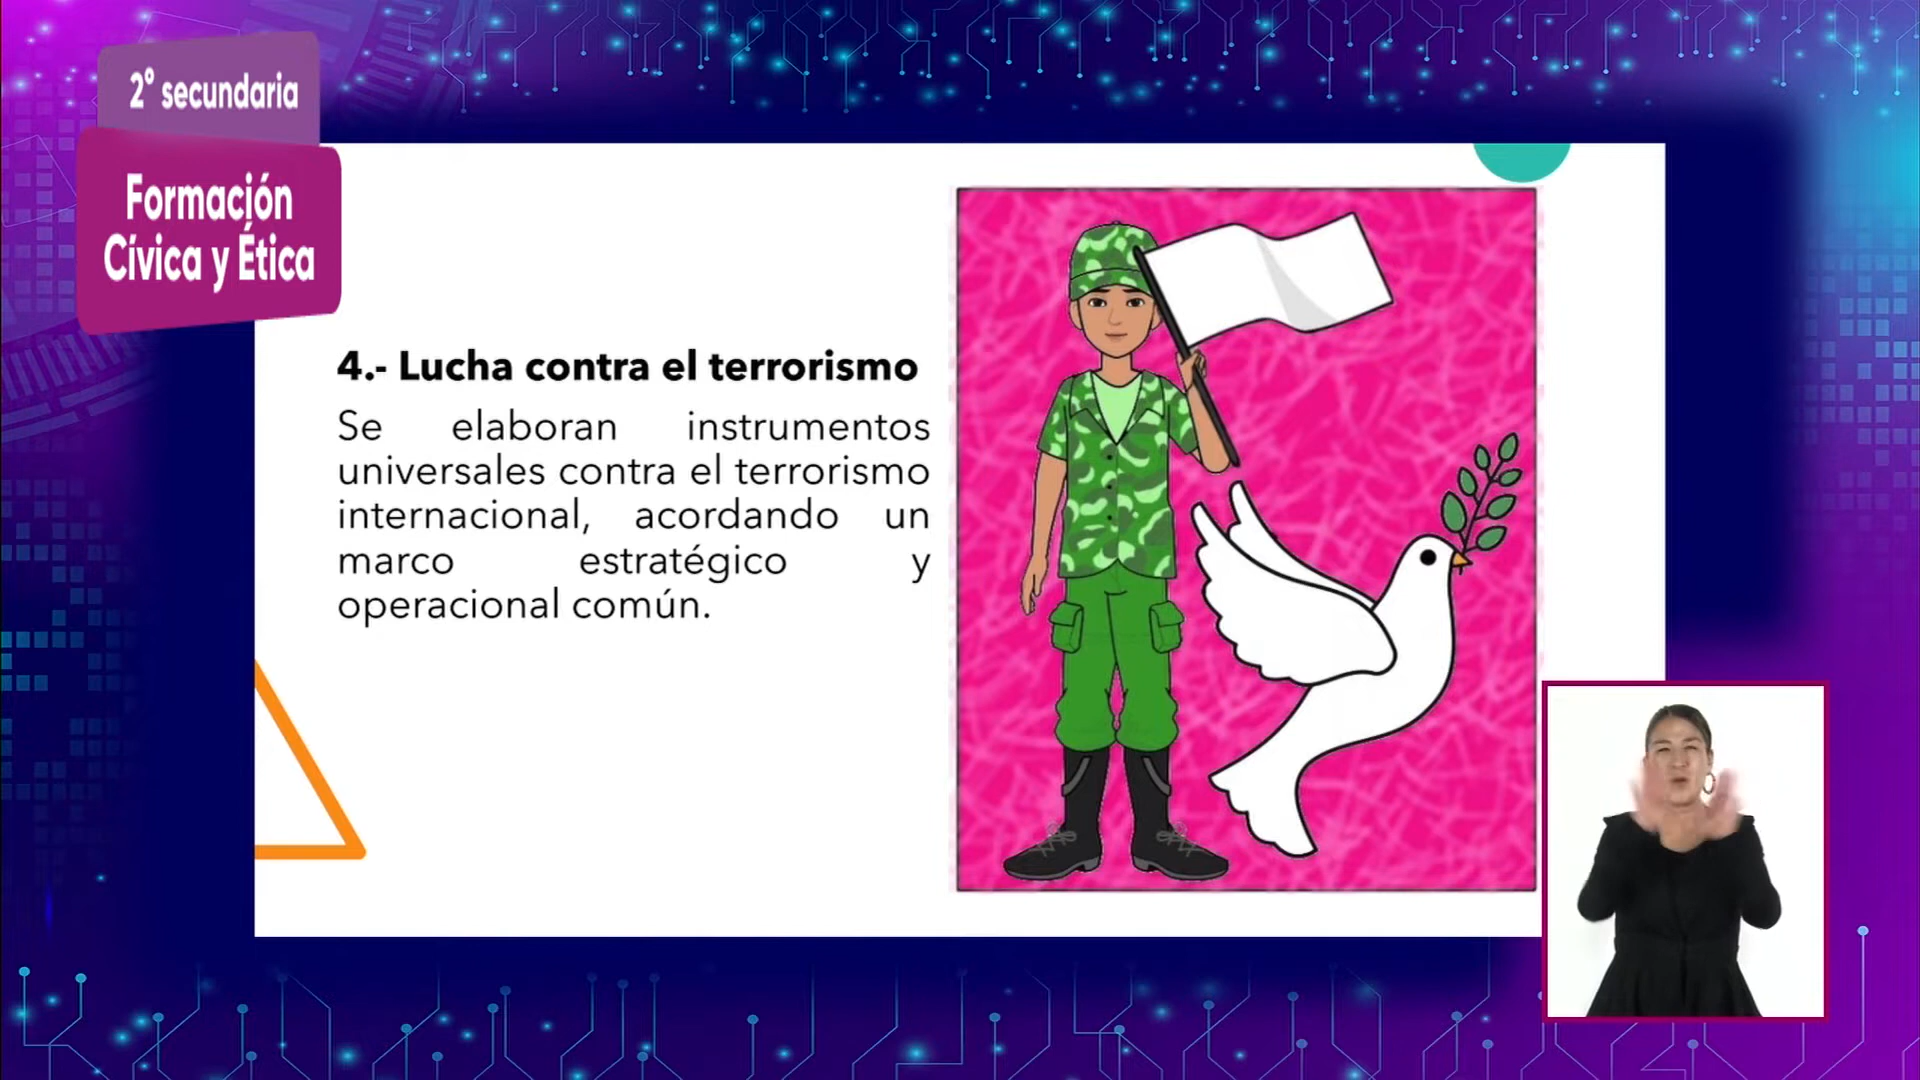 2° secundaria
Formación
Cívica y Ética
4.- Lucha contra el terrorismo
Se elaboran instrumentos
universales contra el terrorismo
internacional, acordando un
marco estratégico y
operacional común.